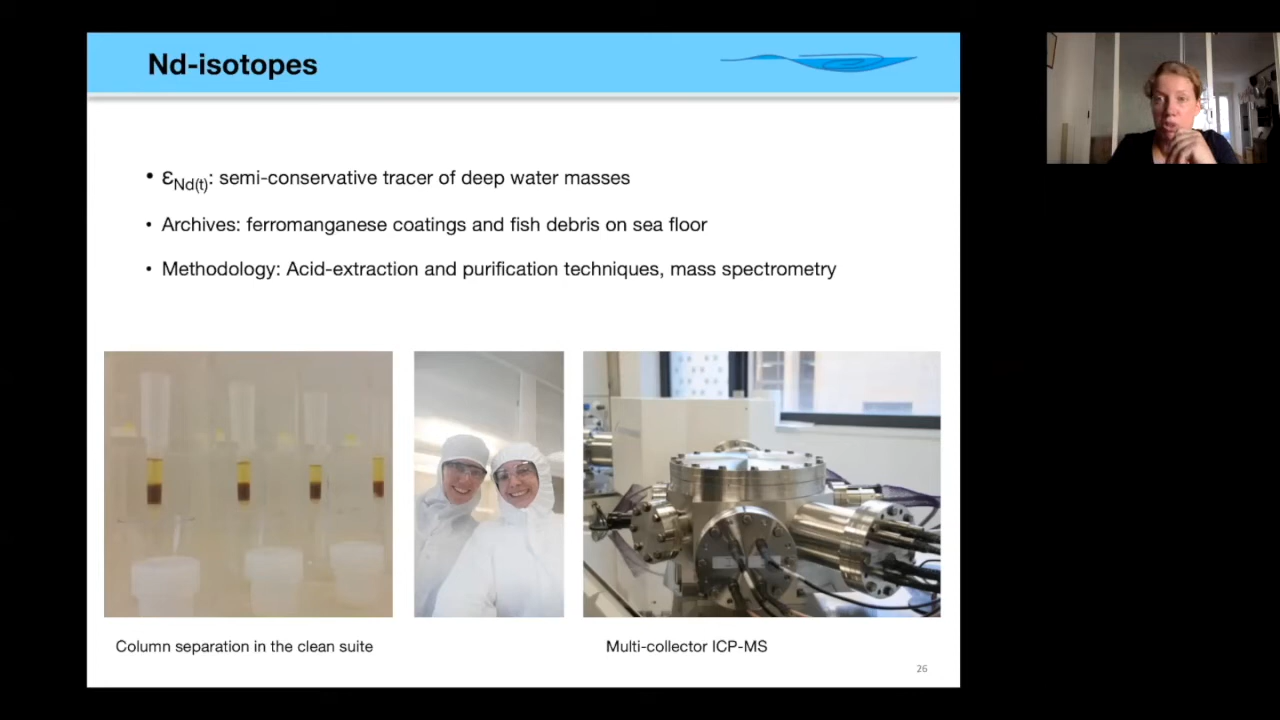 Nd-isotopes
• εNd(t): semi-conservative tracer of deep water masses
• Archives: ferromanganese coatings and fish debris on sea floor
• Methodology: Acid-extraction and purification techniques, mass spectrometry
Column separation in the clean suite
Multi-collector ICP-MS
26